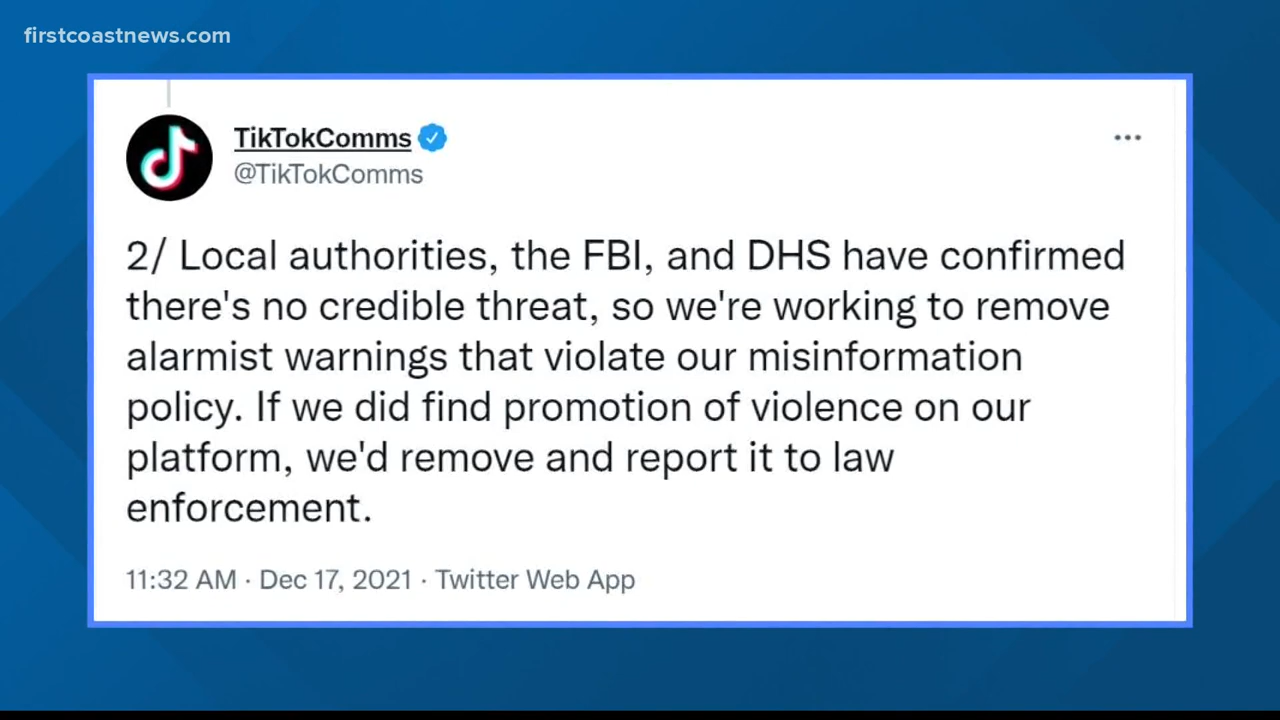 firstcoastnews.com
TikTokComms
@TikTokComms
2/ Local authorities, the FBI, and DHS have confirmed
there's no credible threat, so we're working to remove
alarmist warnings that violate our misinformation
policy. If we did find promotion of violence on our
platform, we'd remove and report it to law
enforcement.
11:32 AM · Dec 17, 2021 · Twitter Web App